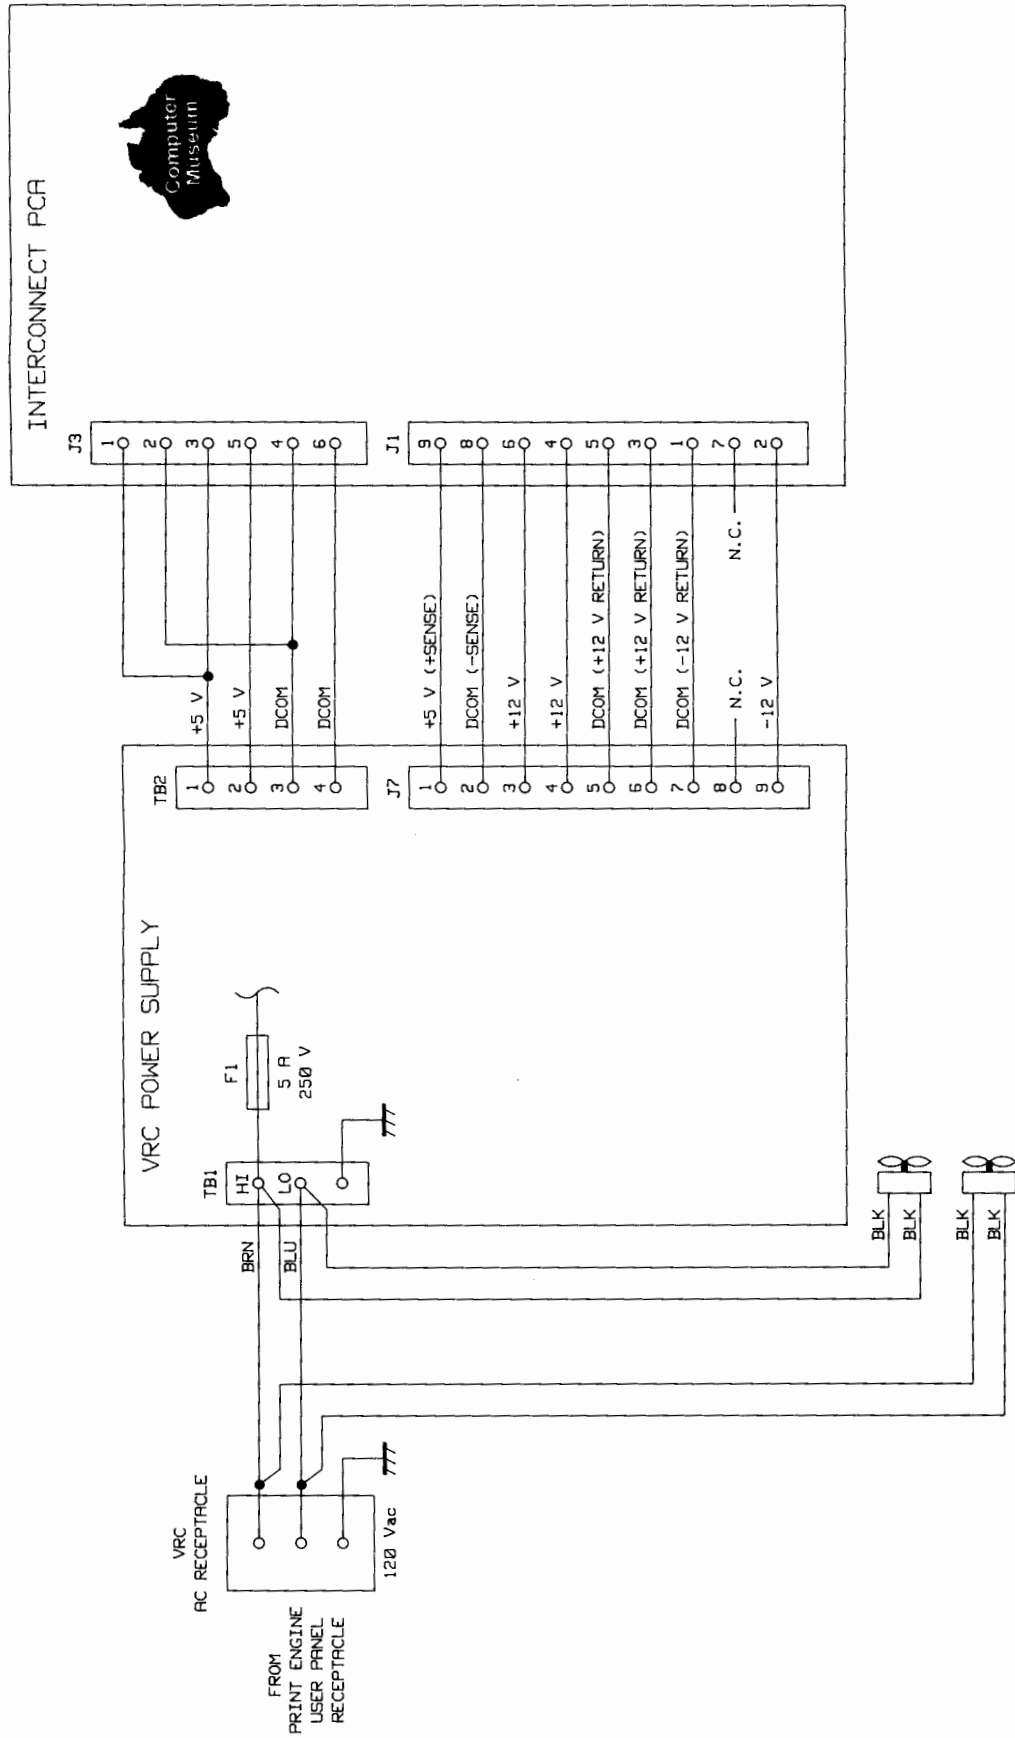 INTERCONNECT PCA
Computer
Museum
J3
1
2
3
5
4
6
J1
9
8
6
4
5
3
1
7
2
+5 V
+5 V
DCOM
DCOM
+5 V (+SENSE)
DCOM (-SENSE)
+12 V
+12 V
DCOM (+12 V RETURN)
DCOM (+12 V RETURN)
DCOM (-12 V RETURN)
N.C.
N.C.
-12 V
TB2
1
2
3
4
J7
1
2
3
4
5
6
7
8
9
VRC POWER SUPPLY
F1
5 A
250 V
TB1
HI
LO
BRN
BLU
BLK
BLK
BLK
BLK
VRC
AC RECEPTACLE
120 Vac
FROM
PRINT ENGINE
USER PANEL
RECEPTACLE